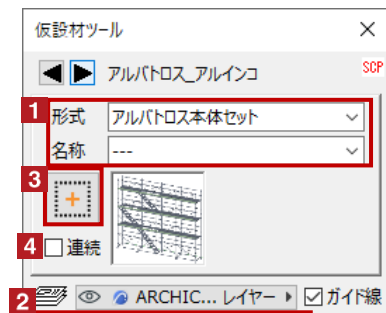 仮設材ツール
アルバトロス_アルインコ SCP
1 形式 アルバトロス本体セット
名称 ---
3
4 連続
2 ARCHIC... レイヤー ガイド線